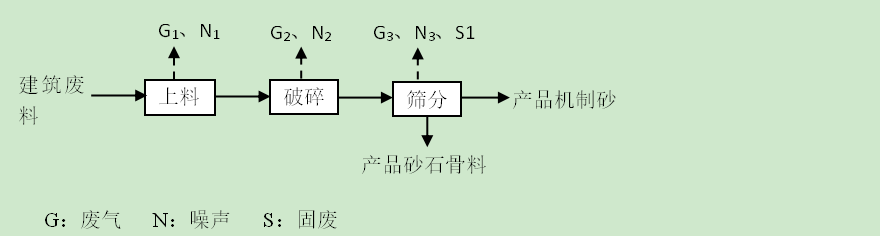 G₁、N₁
G₂、N₂
G₃、N₃、S1
建筑废
料
上料
破碎
筛分
产品机制砂
产品砂石骨料
G：废气 N：噪声 S：固废